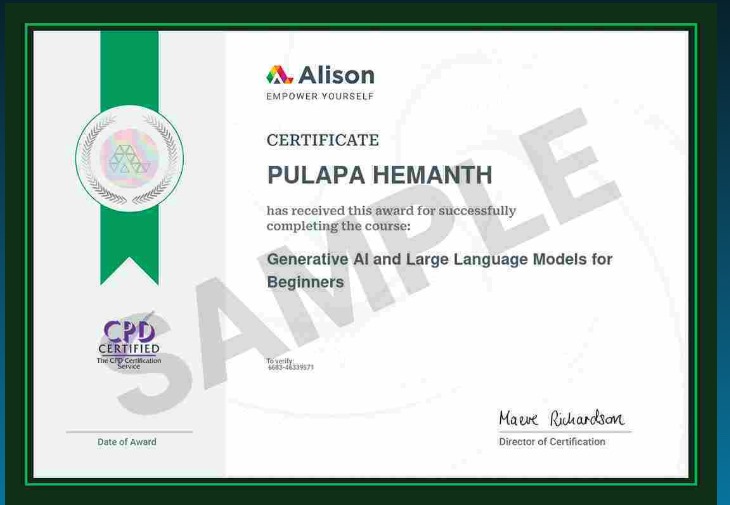 Alison
EMPOWER YOURSELF
CERTIFICATE
PULAPA HEMANTH
has received this award for successfully
completing the course:
Generative AI and Large Language Models for
Beginners
SAMPLE
CPD
CERTIFIED
The CPD Certification
Service
To verify:
6683-46339571
Date of Award
Maeve Richardson
Director of Certification